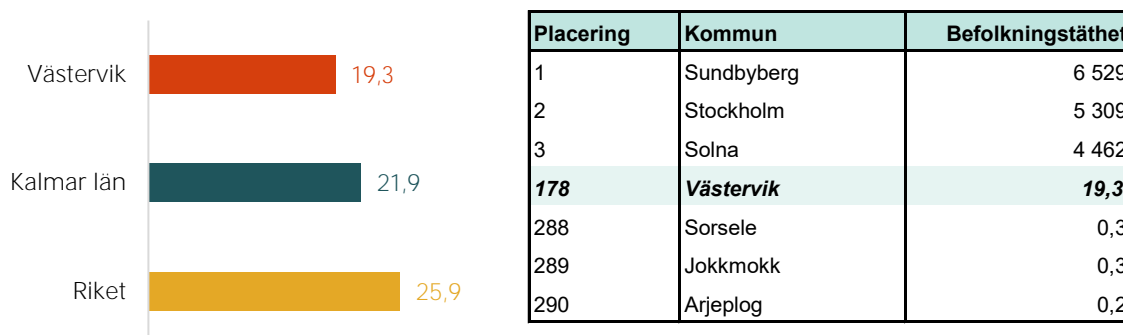 Västervik 19,3
Kalmar län 21,9
Riket 25,9
Placering Kommun Befolkningstäthet
1 Sundbyberg 6 529
2 Stockholm 5 309
3 Solna 4 462
178 Västervik 19,3
288 Sorsele 0,3
289 Jokkmokk 0,3
290 Arjeplog 0,2